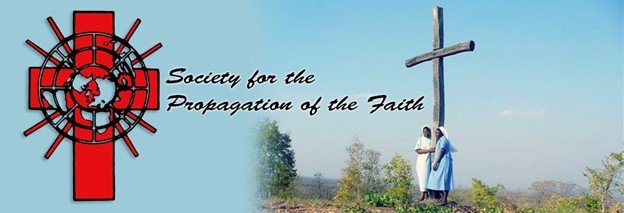 Society for the
Propagation of the Faith